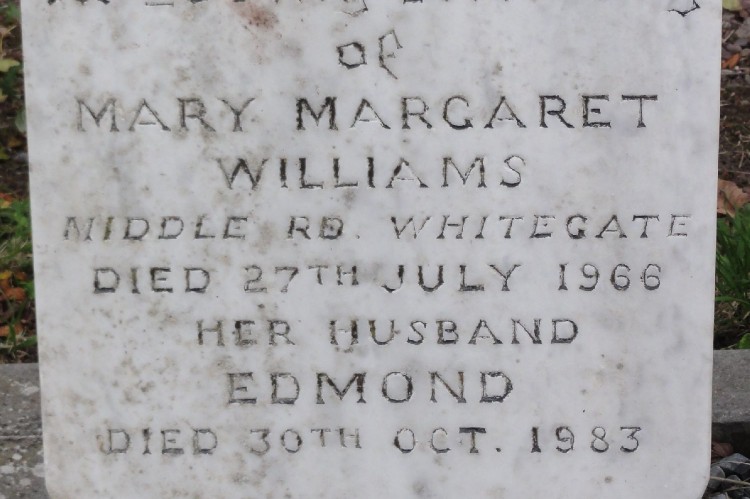 of
MARY MARGARET
WILLIAMS
MIDDLE RD. WHITEGATE
DIED 27TH JULY 1966
HER HUSBAND
EDMOND
DIED 30TH OCT. 1983